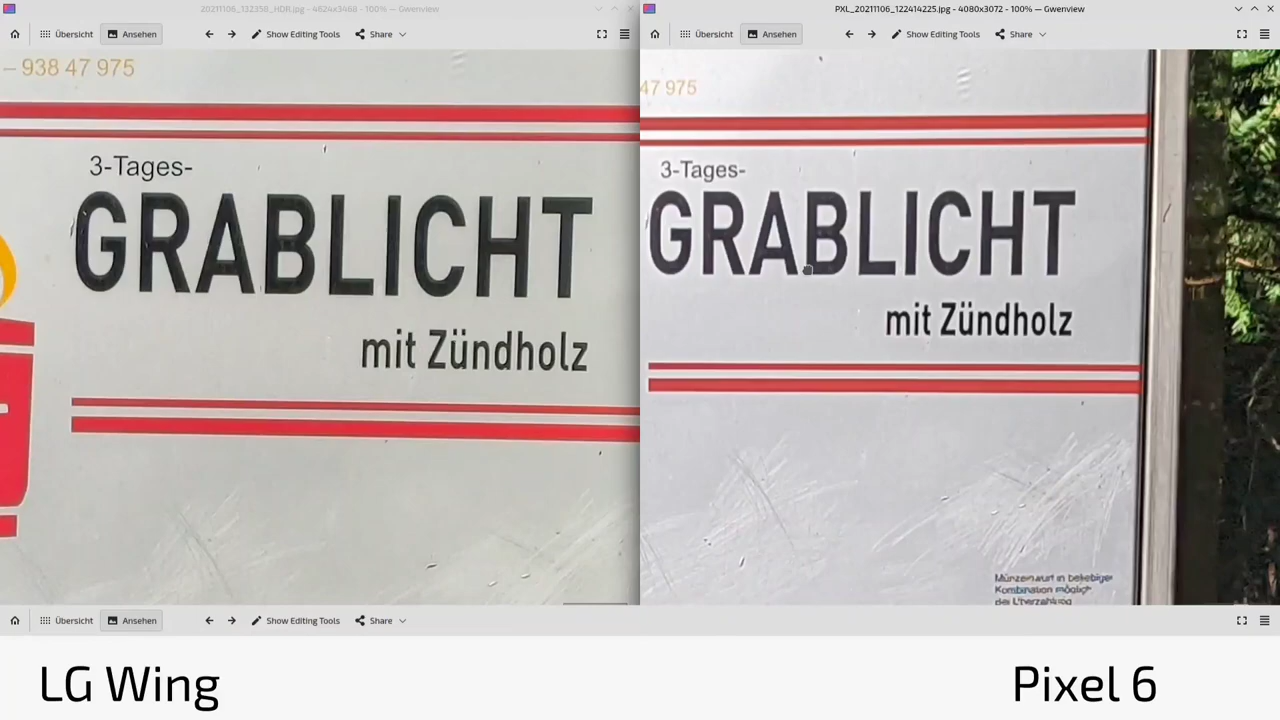 20211106_132358_HDR.jpg - 4624x3468 - 100% — Gwenview
Übersicht
Ansehen
Show Editing Tools
Share
– 938 47 975
3-Tages-
GRABLICHT
mit Zündholz
PXL_20211106_122414225.jpg - 4080x3072 - 100% — Gwenview
Übersicht
Ansehen
Show Editing Tools
Share
47 975
3-Tages-
GRABLICHT
mit Zündholz
Münzeinwurf in beliebiger
Kombination möglich
bei Überzahlung
Übersicht
Ansehen
Show Editing Tools
Share
LG Wing
Pixel 6